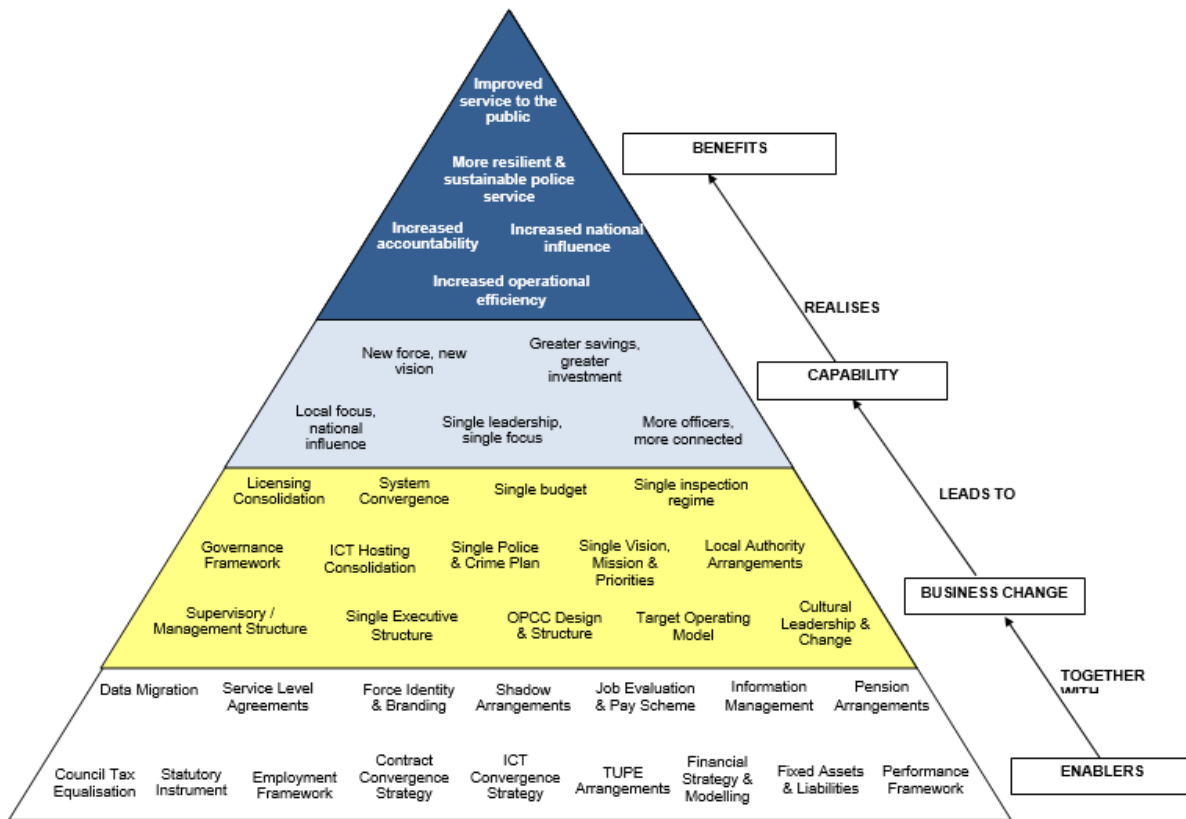 Improved
service to the
public
BENEFITS
More resilient &
sustainable police
service
Increased
accountability
Increased national
influence
Increased operational
efficiency
REALISES
New force, new
vision
Greater savings,
greater
investment
CAPABILITY
Local focus,
national
influence
Single leadership,
single focus
More officers,
more connected
Licensing
Consolidation
System
Convergence
Single budget
Single inspection
regime
LEADS TO
Governance
Framework
ICT Hosting
Consolidation
Single Police
& Crime Plan
Single Vision,
Mission &
Priorities
Local Authority
Arrangements
BUSINESS CHANGE
Supervisory /
Management Structure
Single Executive
Structure
OPCC Design
& Structure
Target Operating
Model
Cultural
Leadership &
Change
TOGETHER
WITH
Data Migration
Service Level
Agreements
Force Identity
& Branding
Shadow
Arrangements
Job Evaluation
& Pay Scheme
Information
Management
Pension
Arrangements
Council Tax
Equalisation
Statutory
Instrument
Employment
Framework
Contract
Convergence
Strategy
ICT
Convergence
Strategy
TUPE
Arrangements
Financial
Strategy &
Modelling
Fixed Assets
& Liabilities
Performance
Framework
ENABLERS